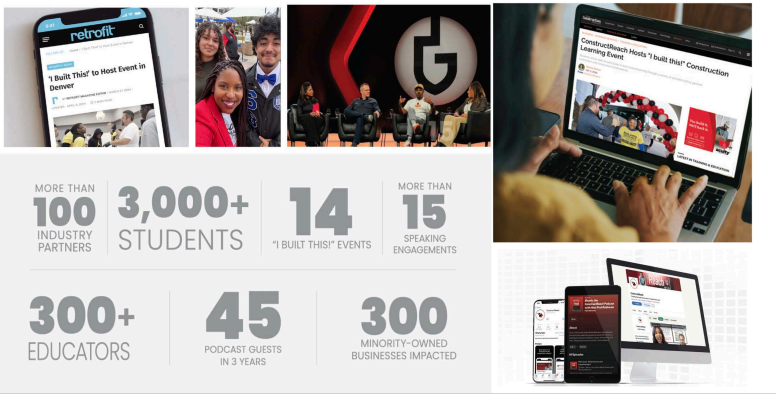 retrofit
'I Built This' to Host Event in
Denver
ConstructReach Hosts "I built this!" Construction
Learning Event
MORE THAN
100
INDUSTRY
PARTNERS
3,000+
STUDENTS
14
"I BUILT THIS!" EVENTS
MORE THAN
15
SPEAKING
ENGAGEMENTS
300+
EDUCATORS
45
PODCAST GUESTS
IN 3 YEARS
300
MINORITY-OWNED
BUSINESSES IMPACTED